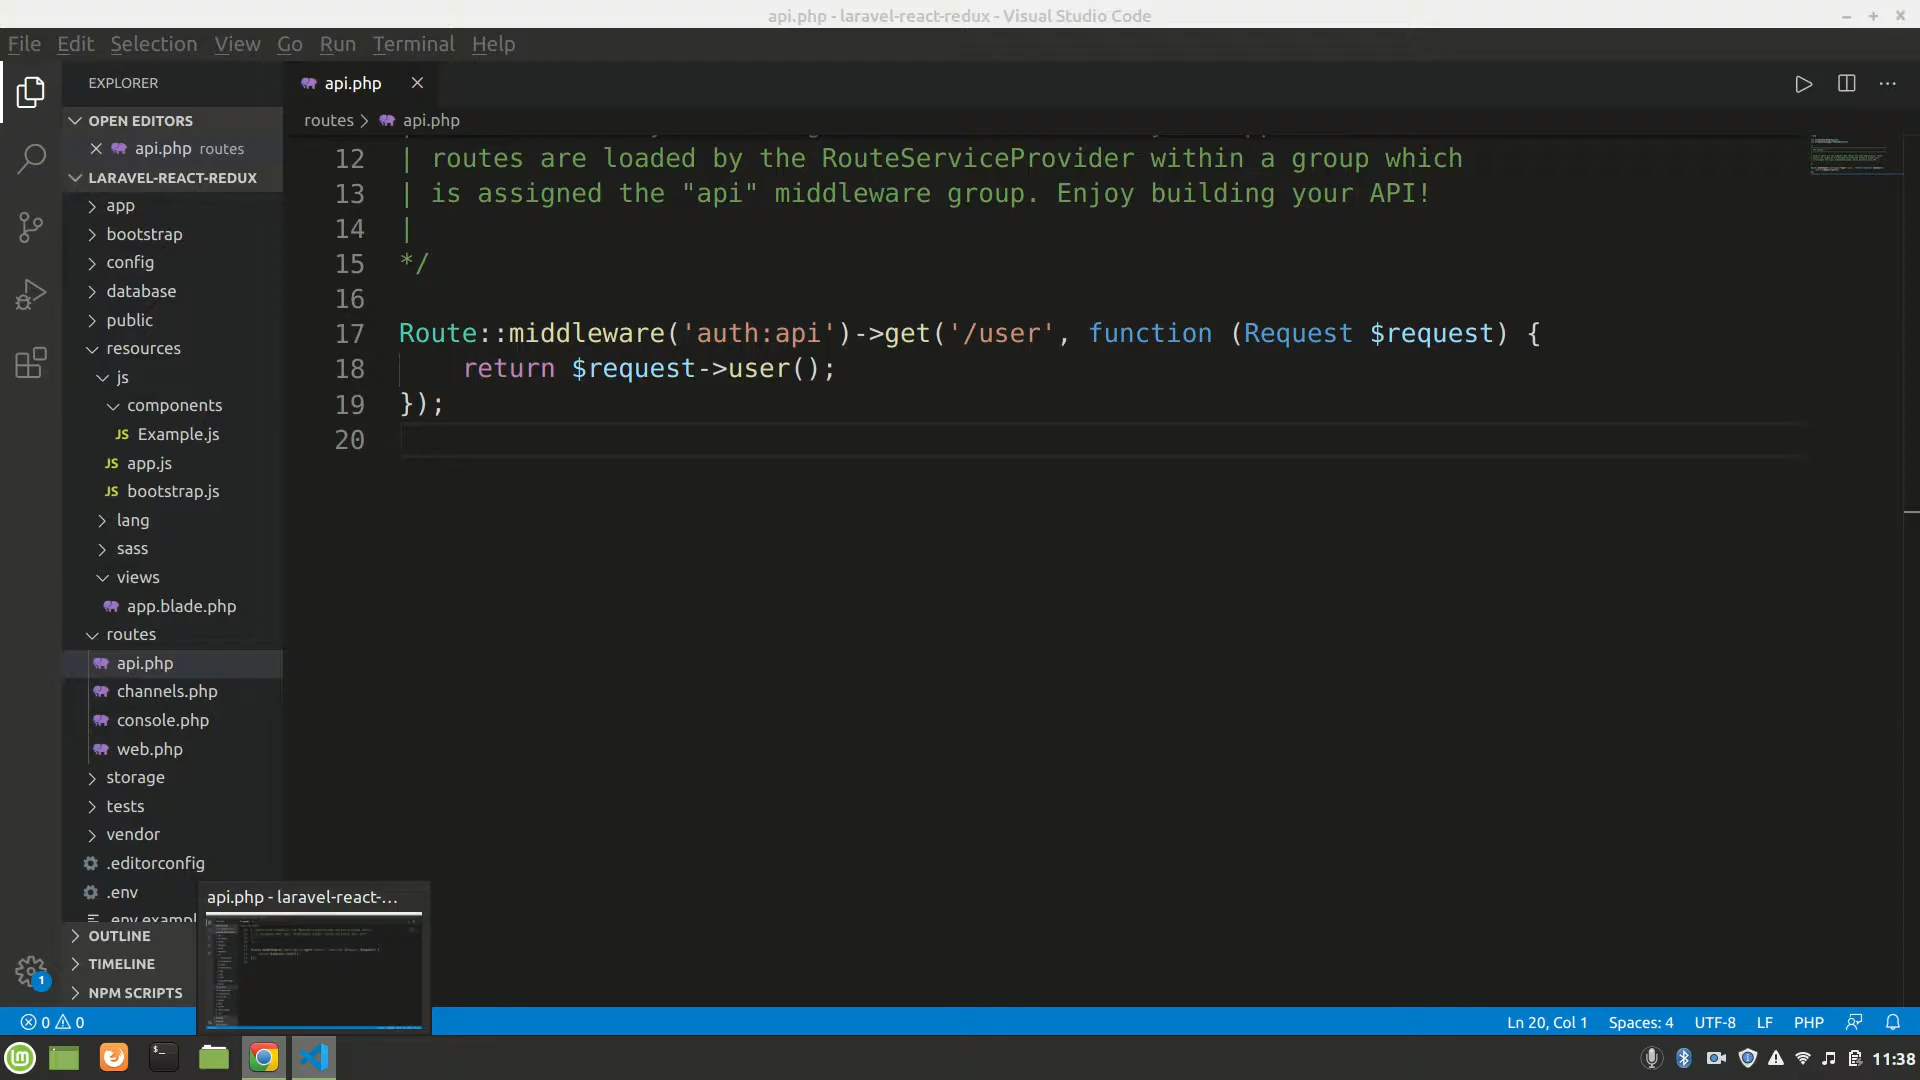 api.php - laravel-react-redux - Visual Studio Code
File Edit Selection View Go Run Terminal Help
EXPLORER
api.php
OPEN EDITORS
routes > api.php
api.php routes
LARAVEL-REACT-REDUX
app
bootstrap
config
database
public
resources
js
components
JS Example.js
JS app.js
JS bootstrap.js
lang
sass
views
app.blade.php
routes
api.php
channels.php
console.php
web.php
storage
tests
vendor
.editorconfig
.env
.env.exampl
OUTLINE
TIMELINE
NPM SCRIPTS
12 | routes are loaded by the RouteServiceProvider within a group which
13 | is assigned the "api" middleware group. Enjoy building your API!
14 |
15 */
16
17 Route::middleware('auth:api')->get('/user', function (Request $request) {
18 return $request->user();
19 });
20
api.php - laravel-react-...
1
0 0
Ln 20, Col 1 Spaces: 4 UTF-8 LF PHP
11:38